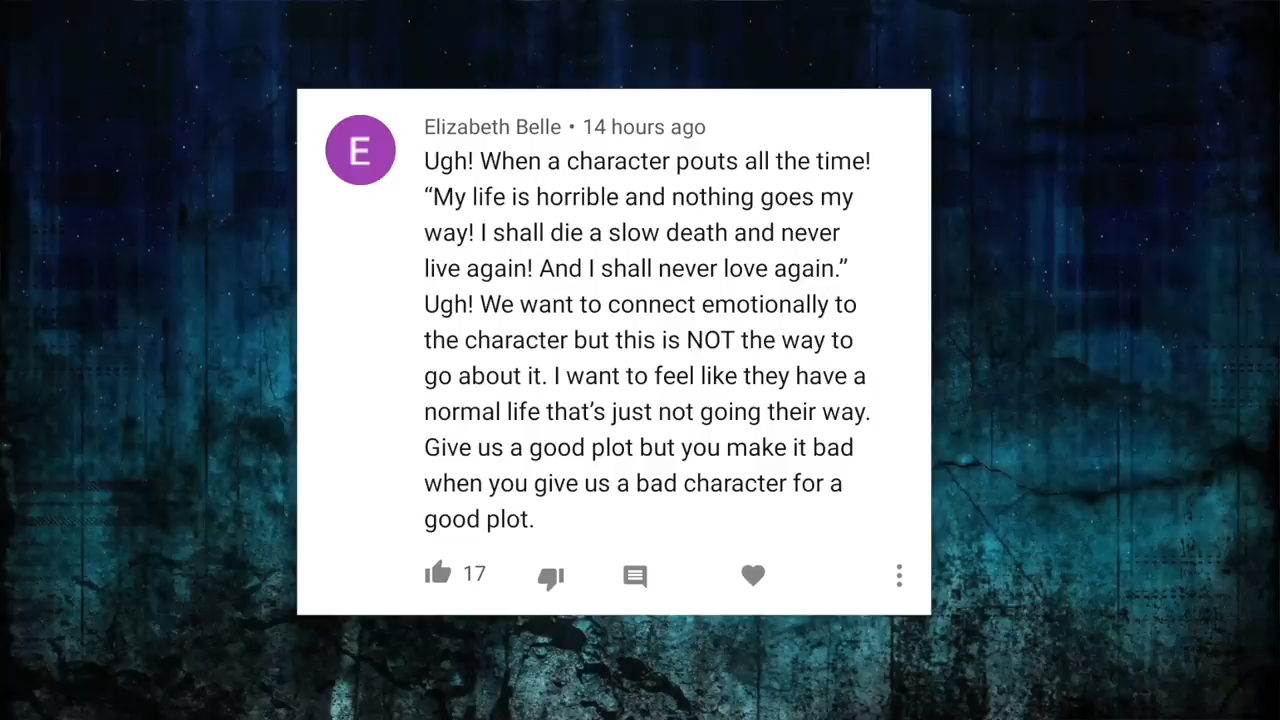 E
Elizabeth Belle • 14 hours ago
Ugh! When a character pouts all the time!
“My life is horrible and nothing goes my
way! I shall die a slow death and never
live again! And I shall never love again.”
Ugh! We want to connect emotionally to
the character but this is NOT the way to
go about it. I want to feel like they have a
normal life that’s just not going their way.
Give us a good plot but you make it bad
when you give us a bad character for a
good plot.
17